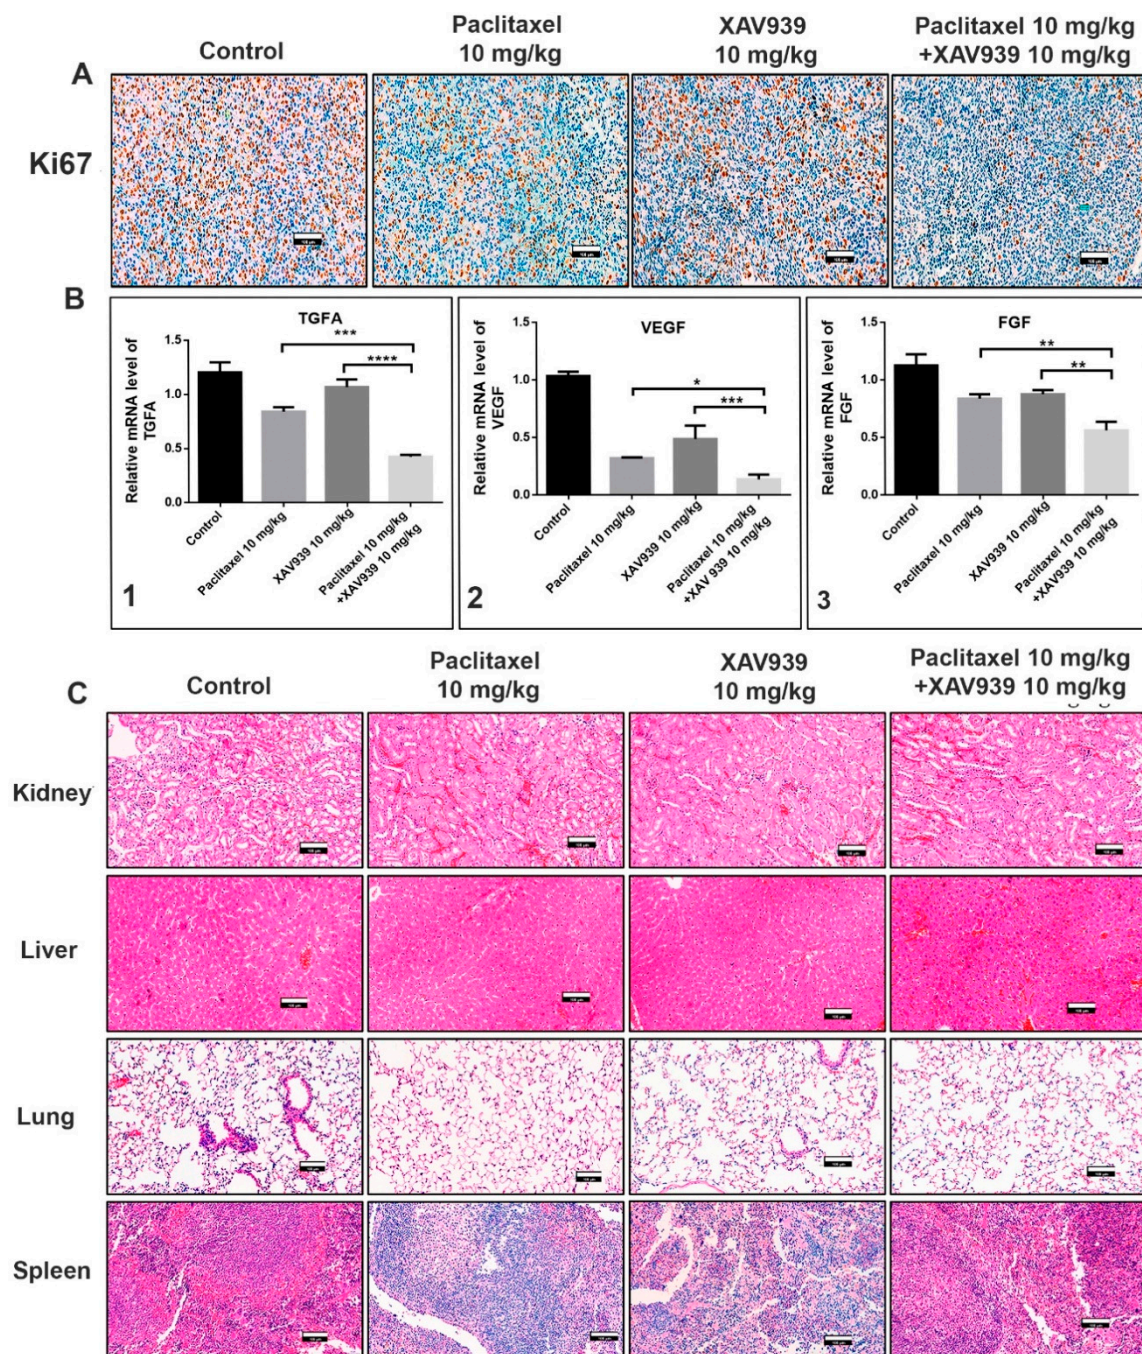 Control
Paclitaxel
10 mg/kg
XAV939
10 mg/kg
Paclitaxel 10 mg/kg
+XAV939 10 mg/kg
A
Ki67
B
TGFA
***
****
Relative mRNA level of
TGFA
1.5
1.0
0.5
0.0
Control
Paclitaxel 10 mg/kg
XAV939 10 mg/kg
Paclitaxel 10 mg/kg
+XAV939 10 mg/kg
1
VEGF
*
***
Relative mRNA level of
VEGF
1.5
1.0
0.5
0.0
Control
Paclitaxel 10 mg/kg
XAV939 10 mg/kg
Paclitaxel 10 mg/kg
+XAV 939 10 mg/kg
2
FGF
**
**
Relative mRNA level of
FGF
1.5
1.0
0.5
0.0
Control
Paclitaxel 10 mg/kg
XAV939 10 mg/kg
Paclitaxel 10 mg/kg
+XAV939 10 mg/kg
3
C
Control
Paclitaxel
10 mg/kg
XAV939
10 mg/kg
Paclitaxel 10 mg/kg
+XAV939 10 mg/kg
Kidney
Liver
Lung
Spleen